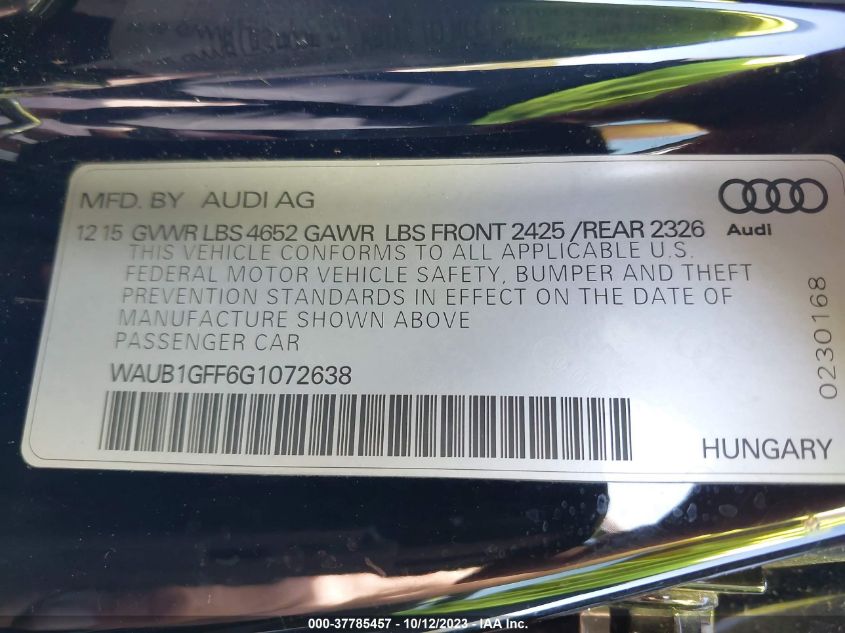 MFD. BY AUDI AG
12 15 GVWR LBS 4652 GAWR LBS FRONT 2425 /REAR 2326
Audi
THIS VEHICLE CONFORMS TO ALL APPLICABLE U.S.
FEDERAL MOTOR VEHICLE SAFETY, BUMPER AND THEFT
PREVENTION STANDARDS IN EFFECT ON THE DATE OF
MANUFACTURE SHOWN ABOVE
PASSENGER CAR
WAUB1GFF6G1072638
0230168
HUNGARY
000-37785457 - 10/12/2023 - IAA Inc.